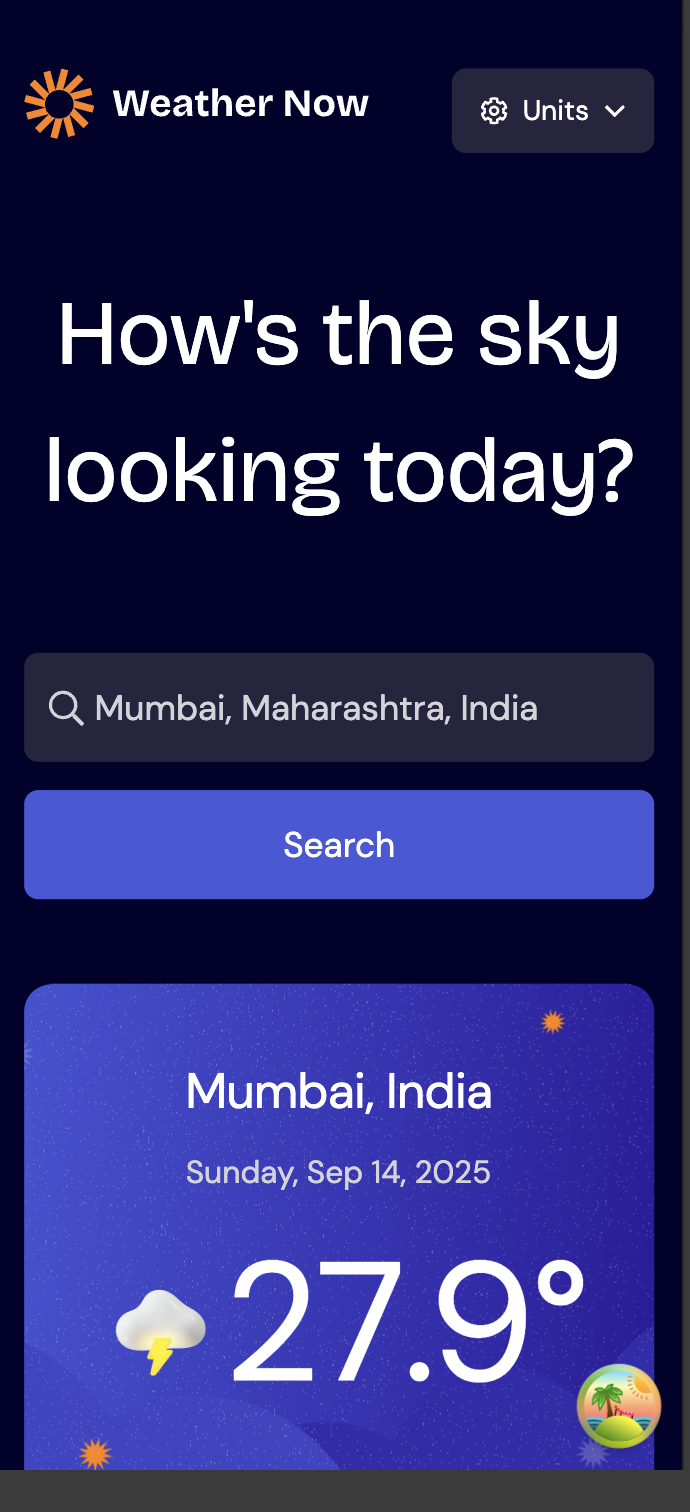 Weather Now
Units
How's the sky
looking today?
Mumbai, Maharashtra, India
Search
Mumbai, India
Sunday, Sep 14, 2025
27.9°